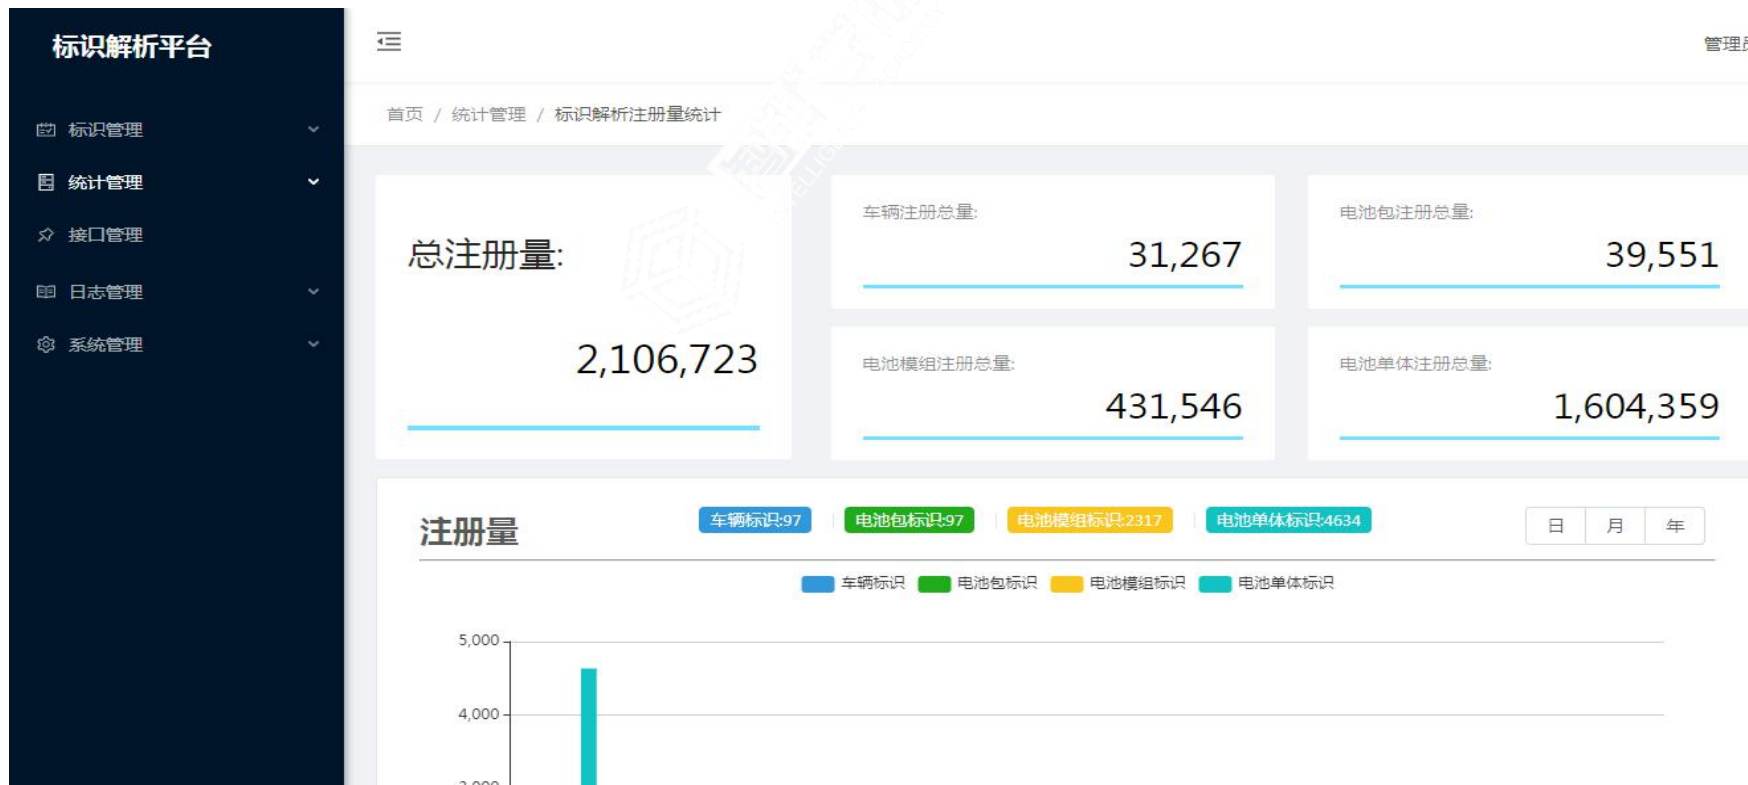 标识解析平台
标识管理
统计管理
接口管理
日志管理
系统管理
首页 / 统计管理 / 标识解析注册量统计
总注册量:
2,106,723
车辆注册总量:
31,267
电池包注册总量:
39,551
电池模组注册总量:
431,546
电池单体注册总量:
1,604,359
注册量
车辆标识:97
电池包标识:97
电池模组标识:2317
电池单体标识:4634
日 月 年
车辆标识 电池包标识 电池模组标识 电池单体标识
5,000
4,000